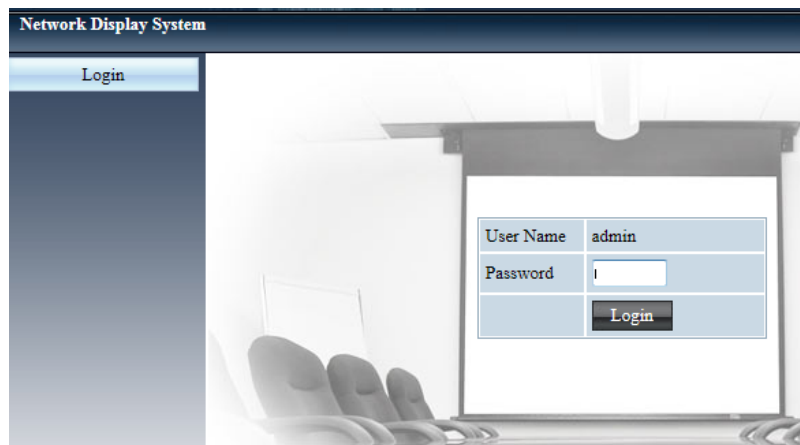 Network Display System
Login
User Name admin
Password
Login